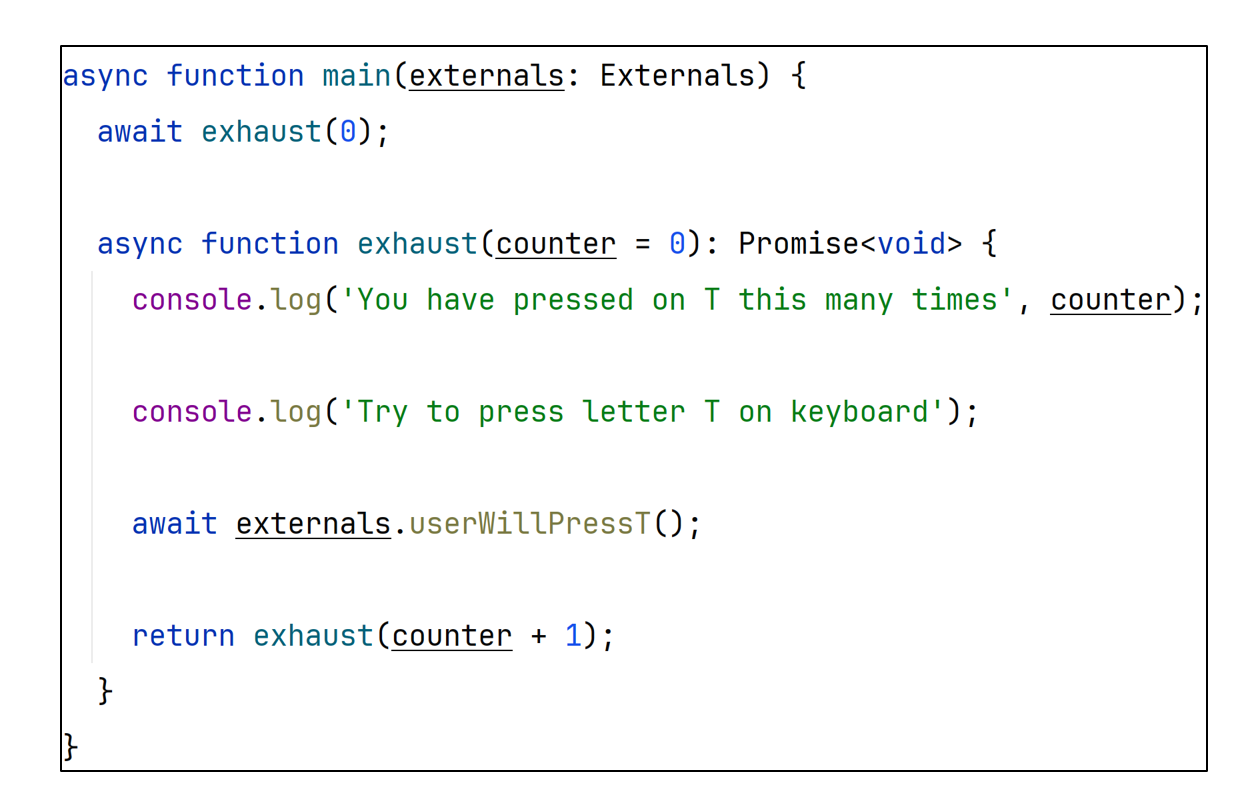 async function main(externals: Externals) {
  await exhaust(0);
  async function exhaust(counter = 0): Promise<void> {
    console.log('You have pressed on T this many times', counter);
    console.log('Try to press letter T on keyboard');
    await externals.userWillPressT();
    return exhaust(counter + 1);
  }
}